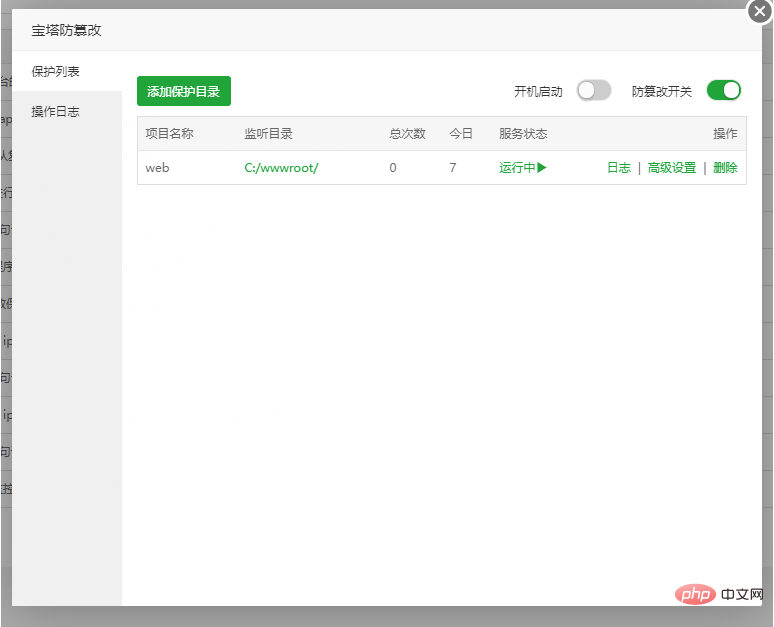 宝塔防篡改
保护列表
操作日志
添加保护目录
开机启动
防篡改开关
项目名称 监听目录 总次数 今日 服务状态 操作
web C:/wwwroot/ 0 7 运行中▶ 日志 | 高级设置 | 删除
php 中文网